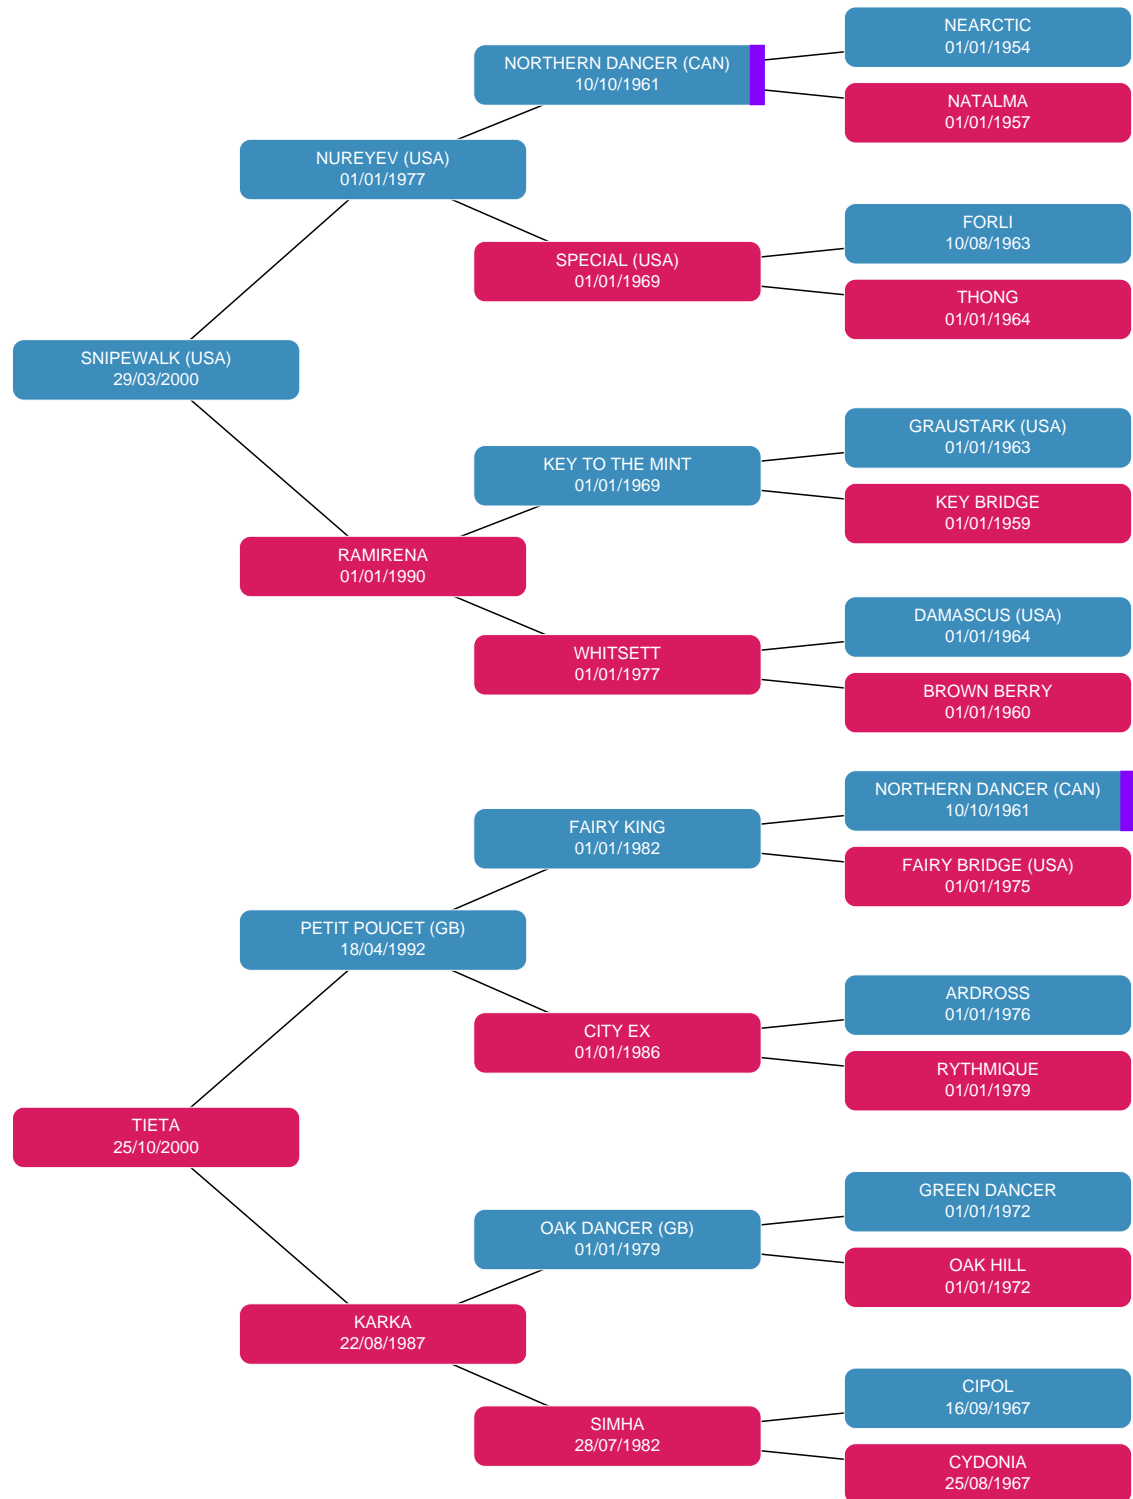 NEARCTIC
01/01/1954
NORTHERN DANCER (CAN)
10/10/1961
NATALMA
01/01/1957
NUREYEV (USA)
01/01/1977
FORLI
10/08/1963
SPECIAL (USA)
01/01/1969
THONG
01/01/1964
SNIPEWALK (USA)
29/03/2000
GRAUSTARK (USA)
01/01/1963
KEY TO THE MINT
01/01/1969
KEY BRIDGE
01/01/1959
RAMIRENA
01/01/1990
DAMASCUS (USA)
01/01/1964
WHITSETT
01/01/1977
BROWN BERRY
01/01/1960
NORTHERN DANCER (CAN)
10/10/1961
FAIRY KING
01/01/1982
FAIRY BRIDGE (USA)
01/01/1975
PETIT POUCET (GB)
18/04/1992
ARDROSS
01/01/1976
CITY EX
01/01/1986
RYTHMIQUE
01/01/1979
TIETA
25/10/2000
GREEN DANCER
01/01/1972
OAK DANCER (GB)
01/01/1979
OAK HILL
01/01/1972
KARKA
22/08/1987
CIPOL
16/09/1967
SIMHA
28/07/1982
CYDONIA
25/08/1967